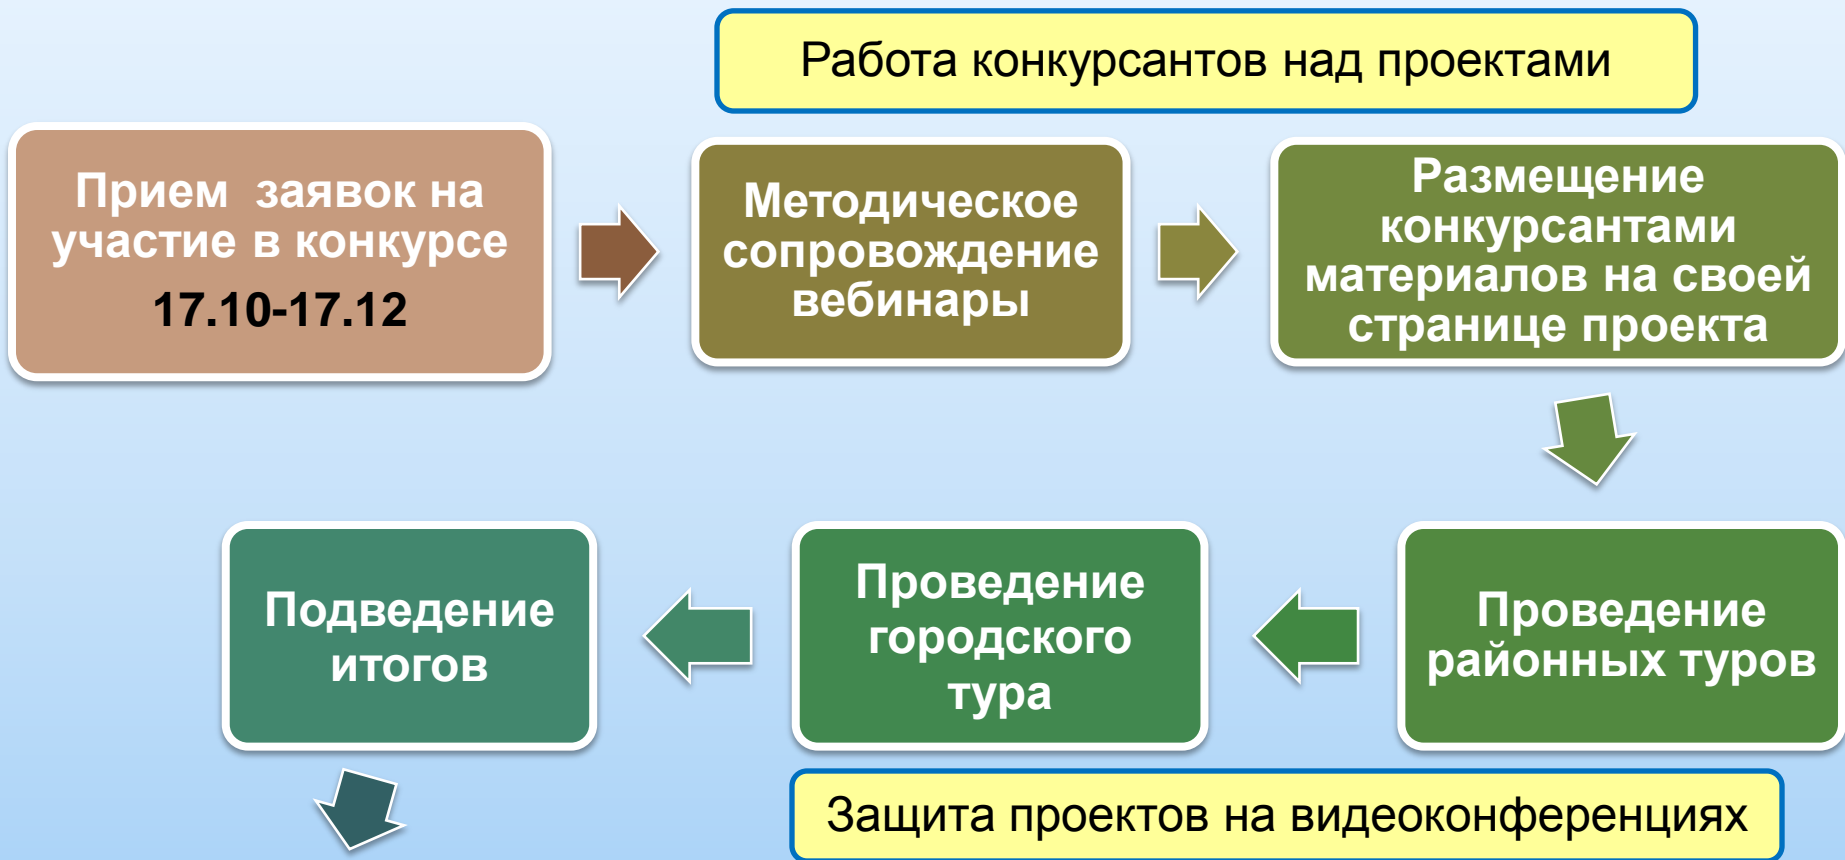 Работа конкурсантов над проектами
Прием заявок на
участие в конкурсе
17.10-17.12
Методическое
сопровождение
вебинары
Размещение
конкурсантами
материалов на своей
странице проекта
Подведение
итогов
Проведение
городского
тура
Проведение
районных туров
Защита проектов на видеоконференциях